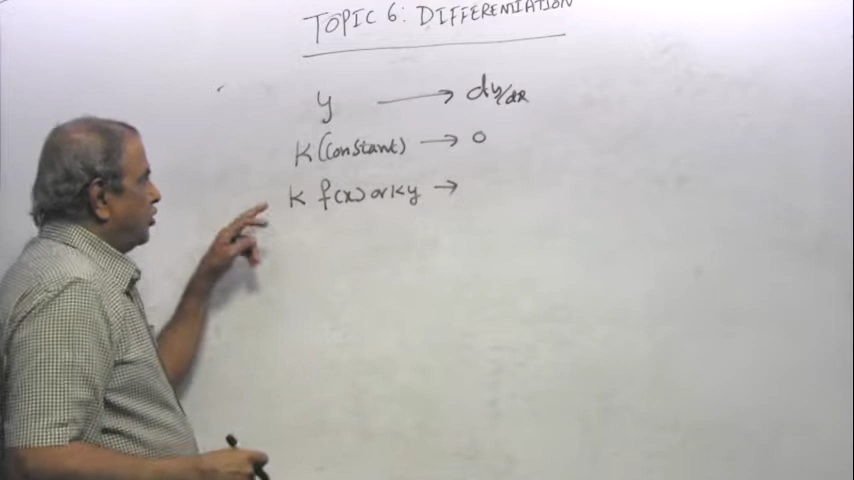 TOPIC 6: DIFFERENTIATION
y → dy/dx
K (Constant) → 0
K f(x) or Ky →